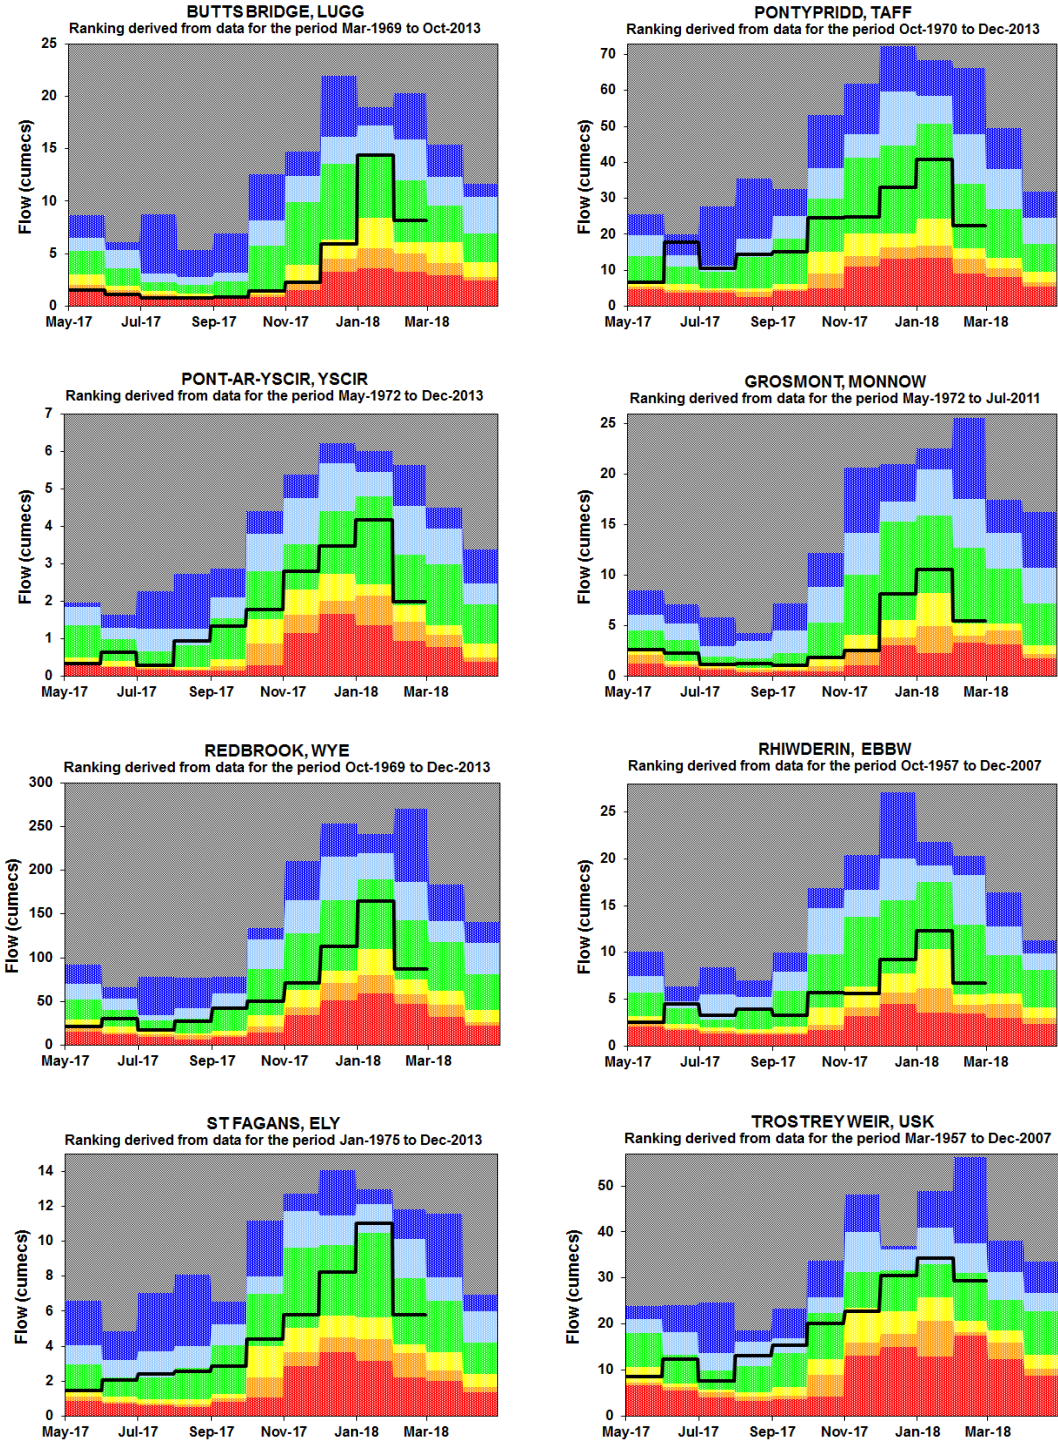 BUTTS BRIDGE, LUGG
Ranking derived from data for the period Mar-1969 to Oct-2013
Flow (cumecs)
25
20
15
10
5
0
May-17 Jul-17 Sep-17 Nov-17 Jan-18 Mar-18
PONTYPRIDD, TAFF
Ranking derived from data for the period Oct-1970 to Dec-2013
Flow (cumecs)
70
60
50
40
30
20
10
0
May-17 Jul-17 Sep-17 Nov-17 Jan-18 Mar-18
PONT-AR-YSCIR, YSCIR
Ranking derived from data for the period May-1972 to Dec-2013
Flow (cumecs)
7
6
5
4
3
2
1
0
May-17 Jul-17 Sep-17 Nov-17 Jan-18 Mar-18
GROSMONT, MONNOW
Ranking derived from data for the period May-1972 to Jul-2011
Flow (cumecs)
25
20
15
10
5
0
May-17 Jul-17 Sep-17 Nov-17 Jan-18 Mar-18
REDBROOK, WYE
Ranking derived from data for the period Oct-1969 to Dec-2013
Flow (cumecs)
300
250
200
150
100
50
0
May-17 Jul-17 Sep-17 Nov-17 Jan-18 Mar-18
RHIWDERIN, EBBW
Ranking derived from data for the period Oct-1957 to Dec-2007
Flow (cumecs)
25
20
15
10
5
0
May-17 Jul-17 Sep-17 Nov-17 Jan-18 Mar-18
ST FAGANS, ELY
Ranking derived from data for the period Jan-1975 to Dec-2013
Flow (cumecs)
14
12
10
8
6
4
2
0
May-17 Jul-17 Sep-17 Nov-17 Jan-18 Mar-18
TROSTREY WEIR, USK
Ranking derived from data for the period Mar-1957 to Dec-2007
Flow (cumecs)
50
40
30
20
10
0
May-17 Jul-17 Sep-17 Nov-17 Jan-18 Mar-18